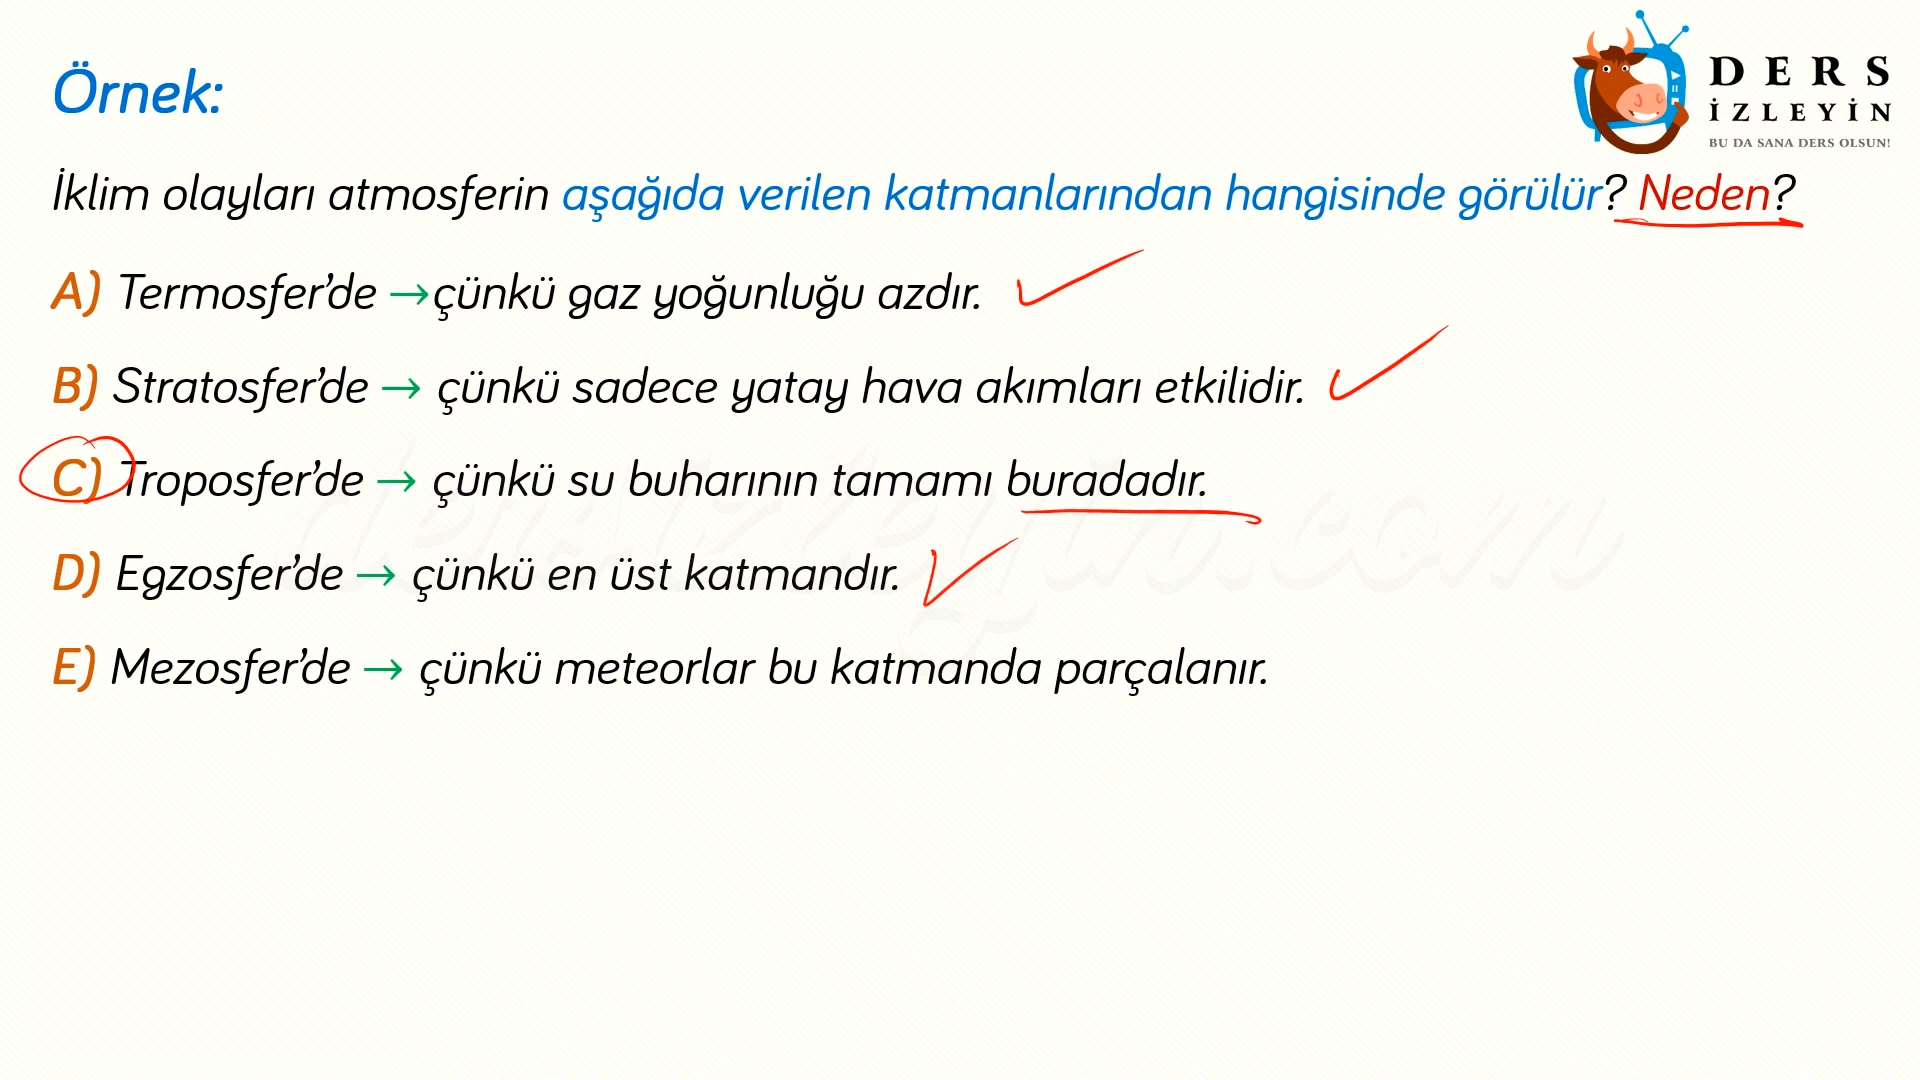 DERS
İZLEYİN
BU DA SANA DERS OLSUN!
Örnek:
İklim olayları atmosferin aşağıda verilen katmanlarından hangisinde görülür? Neden?
A) Termosfer’de →çünkü gaz yoğunluğu azdır.
B) Stratosfer’de → çünkü sadece yatay hava akımları etkilidir.
C) Troposfer’de → çünkü su buharının tamamı buradadır.
D) Egzosfer’de → çünkü en üst katmandır.
E) Mezosfer’de → çünkü meteorlar bu katmanda parçalanır.
dersizleyin.com